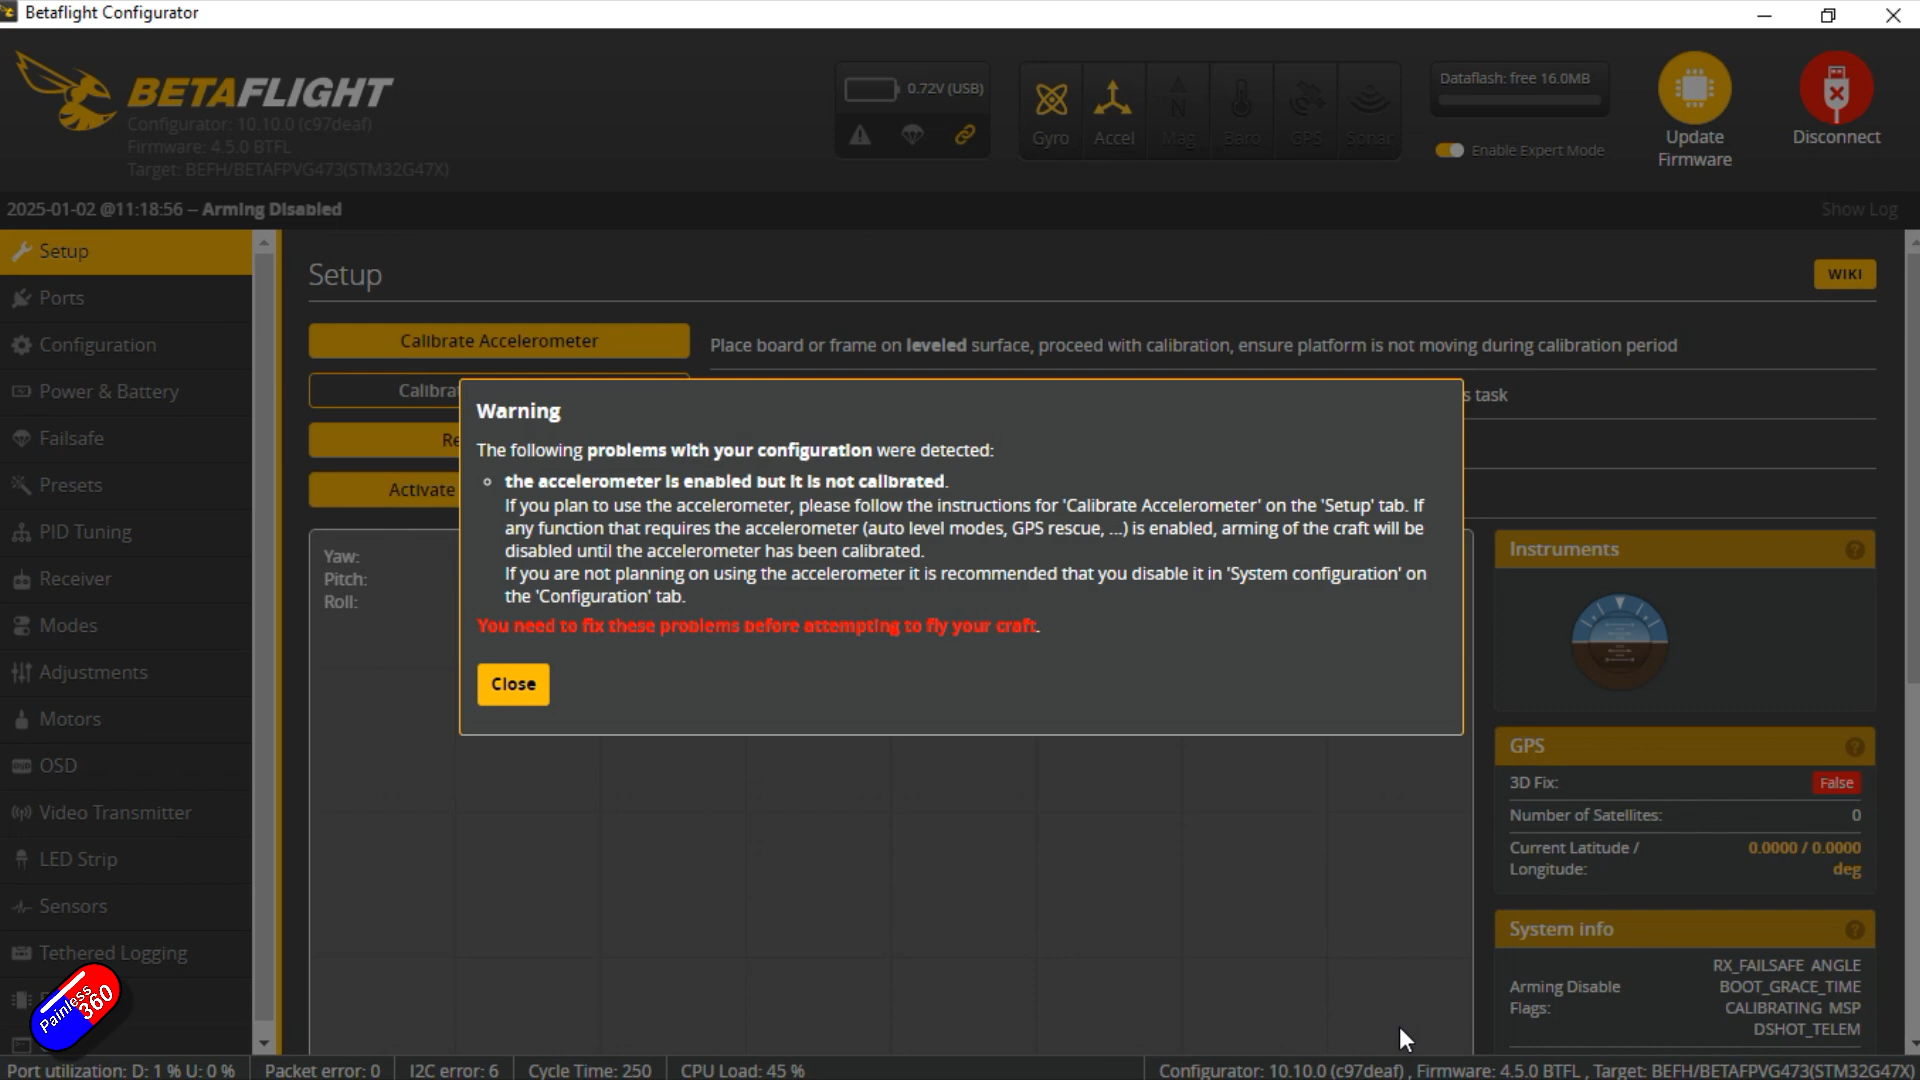 Betaflight Configurator
BETAFLIGHT
Configurator: 10.10.0 (c97deaf)
Firmware: 4.5.0 BTFL
Target: BEFH/BETAFPVG473(STM32G47X)
0.72V (USB)
Gyro
Accel
Mag
Baro
GPS
Sonar
Dataflash: free 16.0MB
Enable Expert Mode
Update
Firmware
Disconnect
2025-01-02 @11:18:56 – Arming Disabled
Show Log
Setup
Ports
Configuration
Power & Battery
Failsafe
Presets
PID Tuning
Receiver
Modes
Adjustments
Motors
OSD
Video Transmitter
LED Strip
Sensors
Tethered Logging
Painless
360
Setup
WIKI
Calibrate Accelerometer
Place board or frame on leveled surface, proceed with calibration, ensure platform is not moving during calibration period
Calibrat
s task
Re
Activate
Yaw:
Pitch:
Roll:
Warning
The following problems with your configuration were detected:
the accelerometer is enabled but it is not calibrated.
If you plan to use the accelerometer, please follow the instructions for 'Calibrate Accelerometer' on the 'Setup' tab. If
any function that requires the accelerometer (auto level modes, GPS rescue, ...) is enabled, arming of the craft will be
disabled until the accelerometer has been calibrated.
If you are not planning on using the accelerometer it is recommended that you disable it in 'System configuration' on
the 'Configuration' tab.
You need to fix these problems before attempting to fly your craft.
Close
Instruments
GPS
3D Fix: False
Number of Satellites: 0
Current Latitude / 0.0000 / 0.0000
Longitude: deg
System info
Arming Disable
Flags:
RX_FAILSAFE ANGLE
BOOT_GRACE_TIME
CALIBRATING MSP
DSHOT_TELEM
Port utilization: D: 1 % U: 0 %
Packet error: 0
I2C error: 6
Cycle Time: 250
CPU Load: 45 %
Configurator: 10.10.0 (c97deaf) , Firmware: 4.5.0 BTFL , Target: BEFH/BETAFPVG473(STM32G47X)